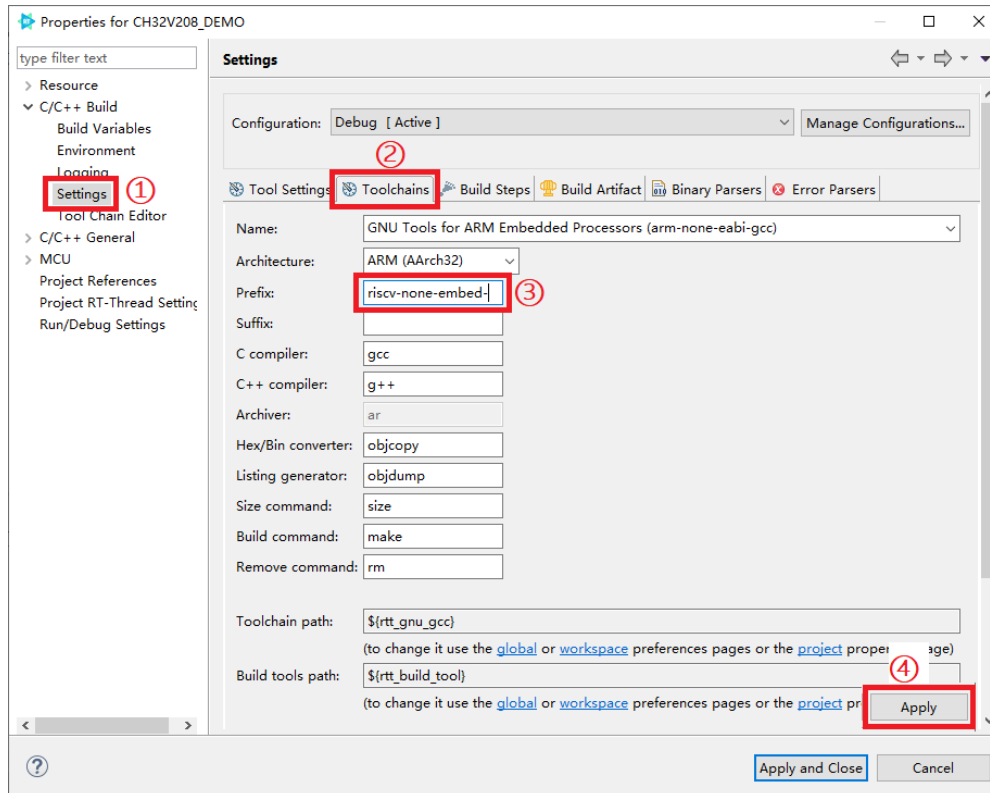 Properties for CH32V208_DEMO
type filter text
Settings
Resource
C/C++ Build
Build Variables
Environment
Logging
Settings ①
Tool Chain Editor
C/C++ General
MCU
Project References
Project RT-Thread Setting
Run/Debug Settings
Configuration: Debug [ Active ] Manage Configurations...
②
Tool Settings Toolchains Build Steps Build Artifact Binary Parsers Error Parsers
Name: GNU Tools for ARM Embedded Processors (arm-none-eabi-gcc)
Architecture: ARM (AArch32)
Prefix: riscv-none-embed- ③
Suffix:
C compiler: gcc
C++ compiler: g++
Archiver: ar
Hex/Bin converter: objcopy
Listing generator: objdump
Size command: size
Build command: make
Remove command: rm
Toolchain path: ${rtt_gnu_gcc}
(to change it use the global or workspace preferences pages or the project proper age)
④
Build tools path: ${rtt_build_tool}
(to change it use the global or workspace preferences pages or the project pr
Apply
Apply and Close Cancel